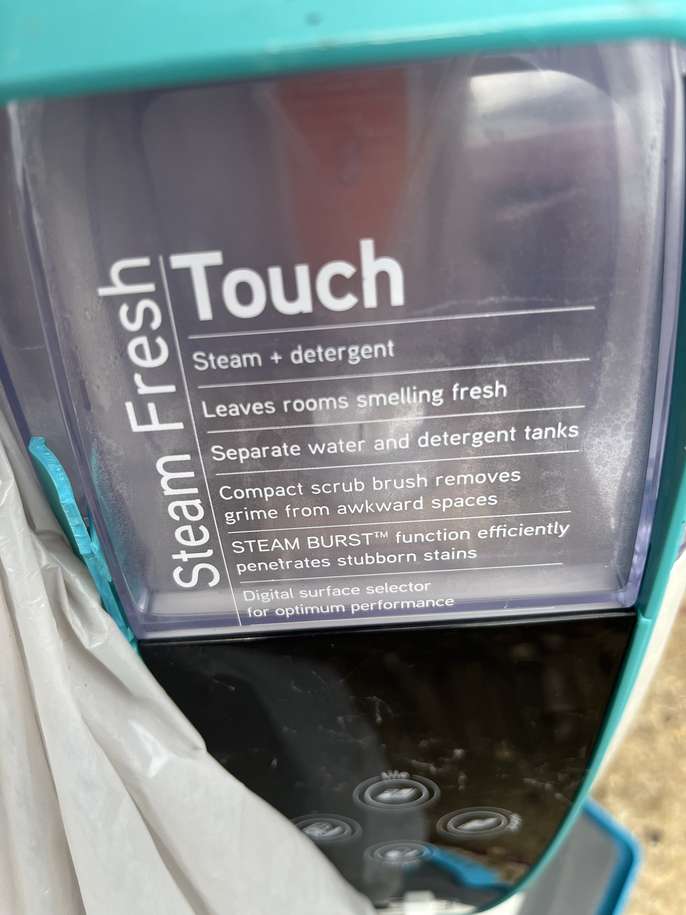 Steam Fresh
Touch
Steam + detergent
Leaves rooms smelling fresh
Separate water and detergent tanks
Compact scrub brush removes
grime from awkward spaces
STEAM BURST™ function efficiently
penetrates stubborn stains
Digital surface selector
for optimum performance